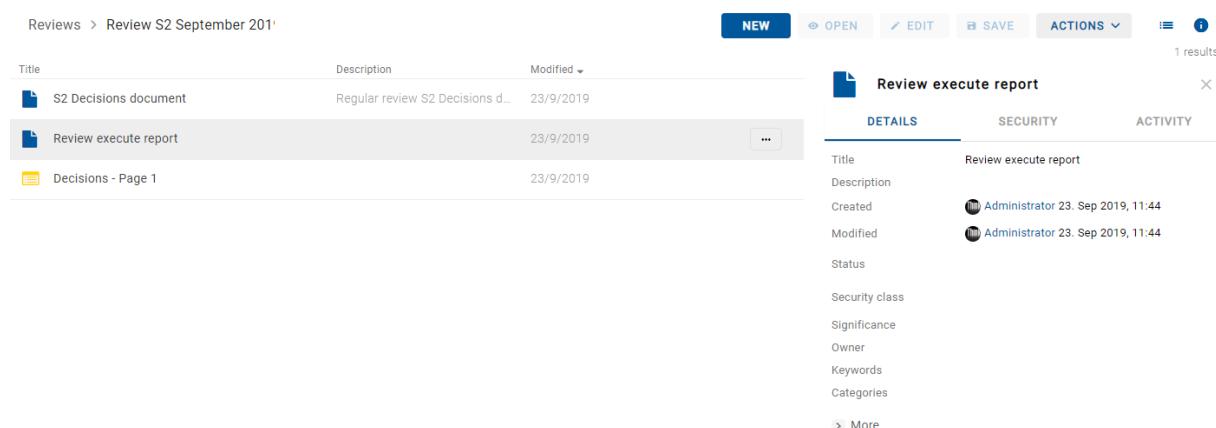 Reviews > Review S2 September 201
NEW OPEN EDIT SAVE ACTIONS
1 results
Title Description Modified
S2 Decisions document Regular review S2 Decisions d... 23/9/2019
Review execute report 23/9/2019 ...
Decisions - Page 1 23/9/2019
Review execute report
DETAILS SECURITY ACTIVITY
Title Review execute report
Description
Created Administrator 23. Sep 2019, 11:44
Modified Administrator 23. Sep 2019, 11:44
Status
Security class
Significance
Owner
Keywords
Categories
> More